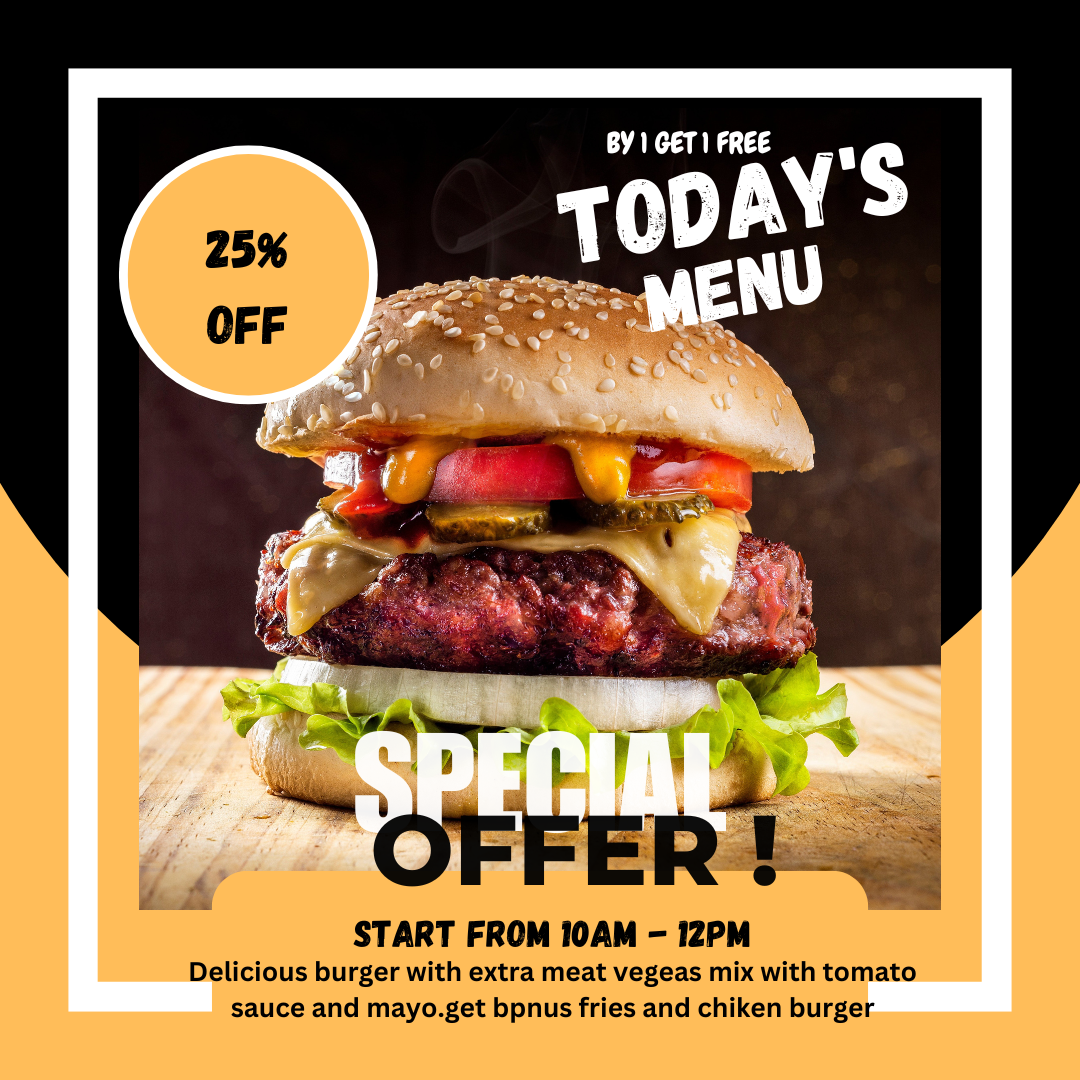 BY 1 GET 1 FREE
TODAY'S
MENU
25%
OFF
SPECIAL
OFFER !
START FROM 10AM – 12PM
Delicious burger with extra meat vegeas mix with tomato
sauce and mayo.get bpnus fries and chiken burger